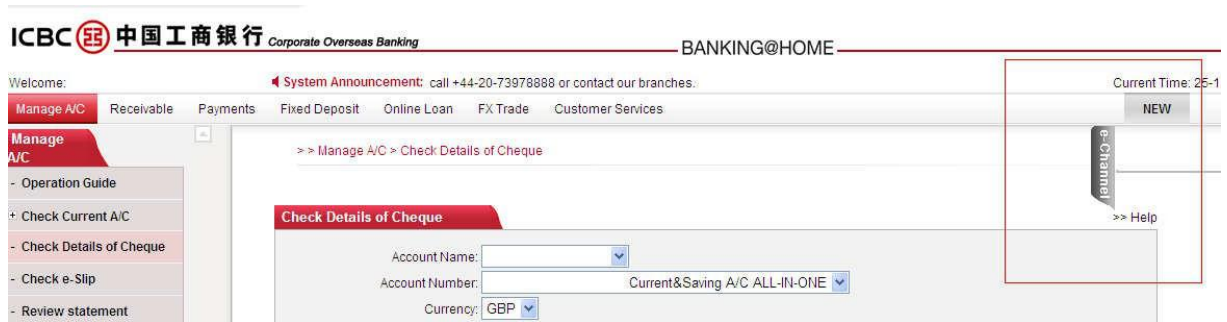 ICBC 中国工商银行 Corporate Overseas Banking
BANKING@HOME
Welcome: System Announcement: call +44-20-73978888 or contact our branches. Current Time: 25-1
Manage A/C Receivable Payments Fixed Deposit Online Loan FX Trade Customer Services NEW
Manage
A/C
> > Manage A/C > Check Details of Cheque
e-Channel
- Operation Guide
+ Check Current A/C
Check Details of Cheque
>> Help
- Check Details of Cheque
Account Name:
- Check e-Slip
Account Number: Current&Saving A/C ALL-IN-ONE
- Review statement
Currency: GBP